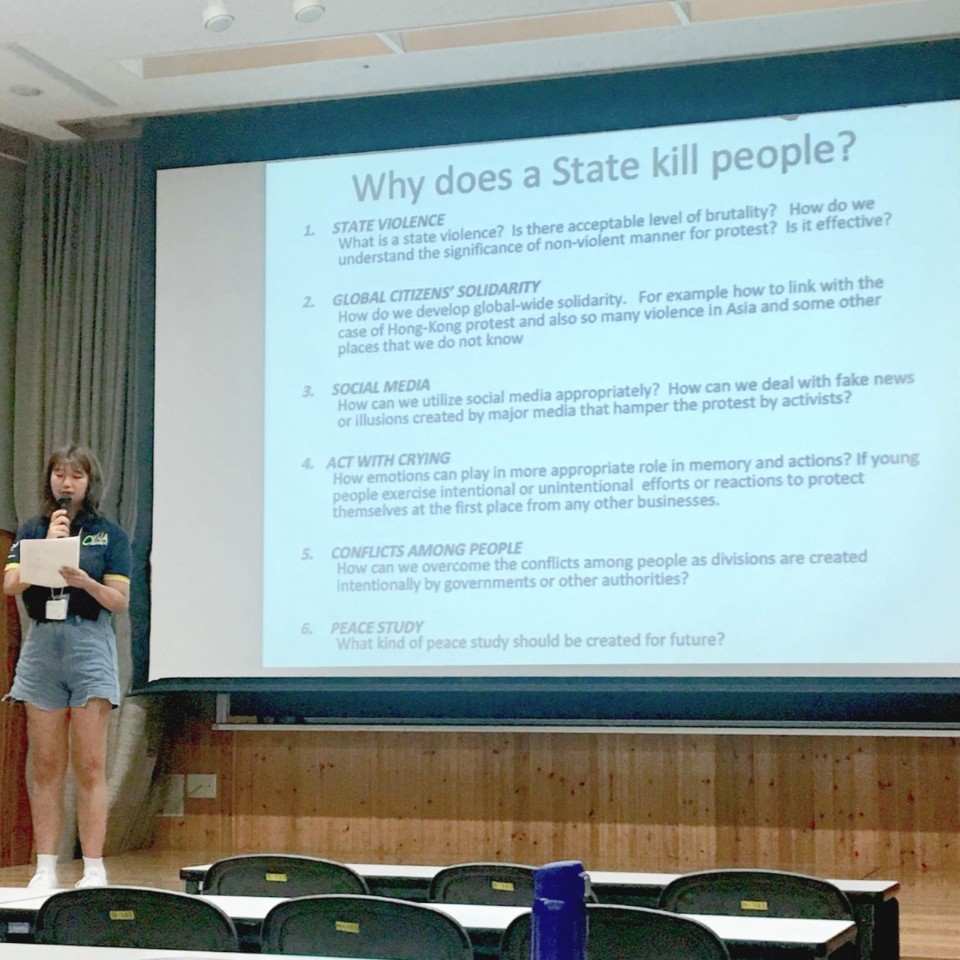 Why does a State kill people?
1. STATE VIOLENCE
What is a state violence? Is there acceptable level of brutality? How do we
understand the significance of non-violent manner for protest? Is it effective?
2. GLOBAL CITIZENS' SOLIDARITY
How do we develop global-wide solidarity. For example how to link with the
case of Hong-Kong protest and also so many violence in Asia and some other
places that we do not know
3. SOCIAL MEDIA
How can we utilize social media appropriately? How can we deal with fake news
or illusions created by major media that hamper the protest by activists?
4. ACT WITH CRYING
How emotions can play in more appropriate role in memory and actions? If young
people exercise intentional or unintentional efforts or reactions to protect
themselves at the first place from any other businesses.
5. CONFLICTS AMONG PEOPLE
How can we overcome the conflicts among people as divisions are created
intentionally by governments or other authorities?
6. PEACE STUDY
What kind of peace study should be created for future?